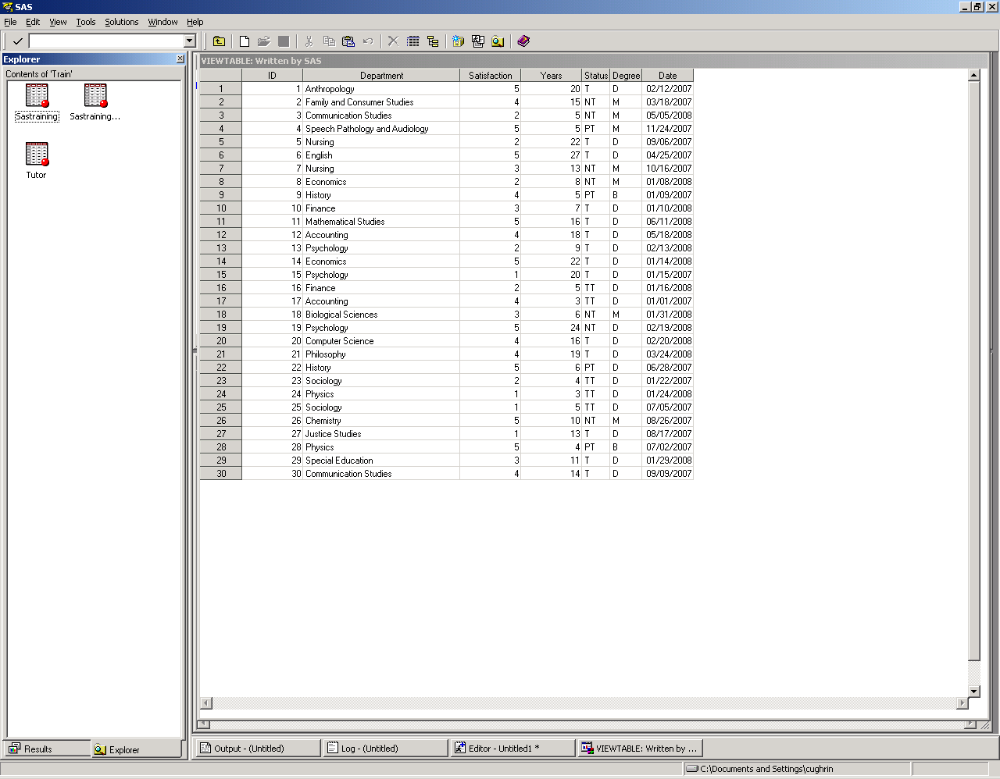 SAS
File Edit View Tools Solutions Window Help
Explorer
Contents of 'Train'
Sastraining Sastraining...
Tutor
VIEWTABLE: Written by SAS
ID Department Satisfaction Years Status Degree Date
1 1 Anthropology 5 20 T D 02/12/2007
2 2 Family and Consumer Studies 4 15 NT M 03/18/2007
3 3 Communication Studies 2 5 NT M 05/05/2008
4 4 Speech Pathology and Audiology 5 5 PT M 11/24/2007
5 5 Nursing 2 22 T D 09/06/2007
6 6 English 5 27 T D 04/25/2007
7 7 Nursing 3 13 NT M 10/16/2007
8 8 Economics 2 8 NT M 01/08/2008
9 9 History 4 5 PT B 01/09/2007
10 10 Finance 3 7 T D 01/10/2008
11 11 Mathematical Studies 5 16 T D 06/11/2008
12 12 Accounting 4 18 T D 05/18/2008
13 13 Psychology 2 9 T D 02/13/2008
14 14 Economics 5 22 T D 01/14/2008
15 15 Psychology 1 20 T D 01/15/2007
16 16 Finance 2 5 TT D 01/16/2008
17 17 Accounting 4 3 TT D 01/01/2007
18 18 Biological Sciences 3 6 NT M 01/31/2008
19 19 Psychology 5 24 NT D 02/19/2008
20 20 Computer Science 4 16 T D 02/20/2008
21 21 Philosophy 4 19 T D 03/24/2008
22 22 History 5 6 PT D 06/28/2007
23 23 Sociology 2 4 TT D 01/22/2007
24 24 Physics 1 3 TT D 01/24/2008
25 25 Sociology 1 5 TT D 07/05/2007
26 26 Chemistry 5 10 NT M 08/26/2007
27 27 Justice Studies 1 13 T D 08/17/2007
28 28 Physics 5 4 PT B 07/02/2007
29 29 Special Education 3 11 T D 01/29/2008
30 30 Communication Studies 4 14 T D 09/09/2007
Results Explorer
Output - (Untitled) Log - (Untitled) Editor - Untitled1 * VIEWTABLE: Written by ...
C:\Documents and Settings\cughrin